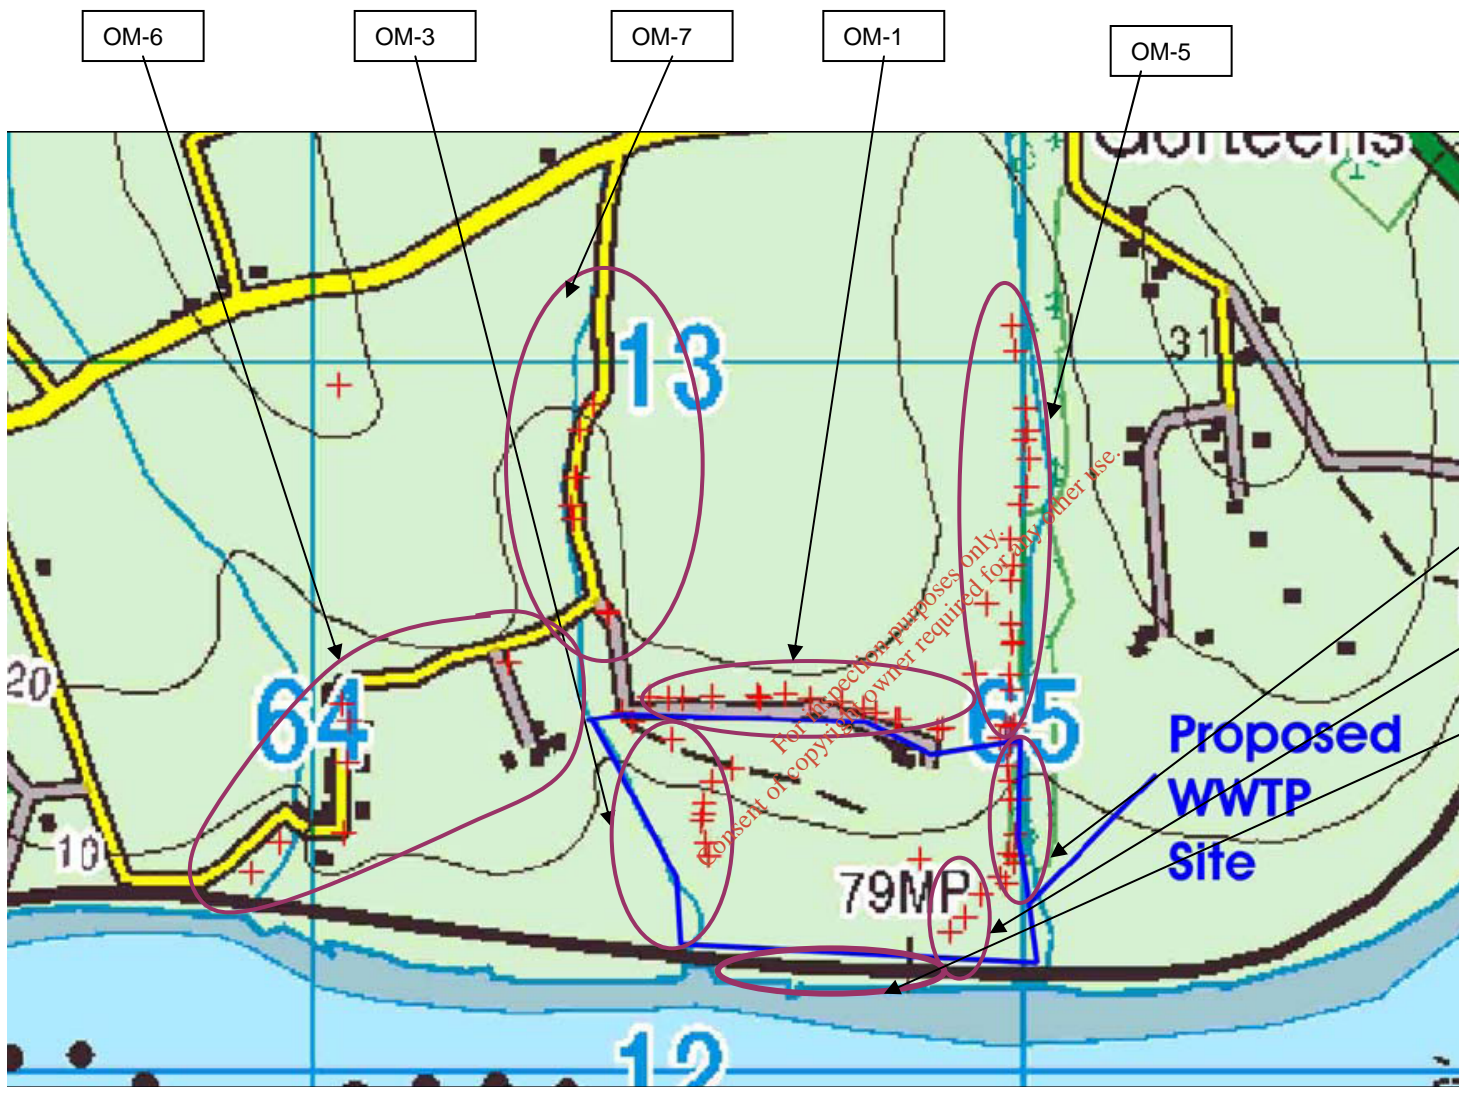 OM-6
OM-3
OM-7
OM-1
OM-5
Gorteens
13
31
20
64
65
Proposed
WWTP
Site
10
79MP
12
For inspection purposes only.
Consent of copyright owner required for any other use.